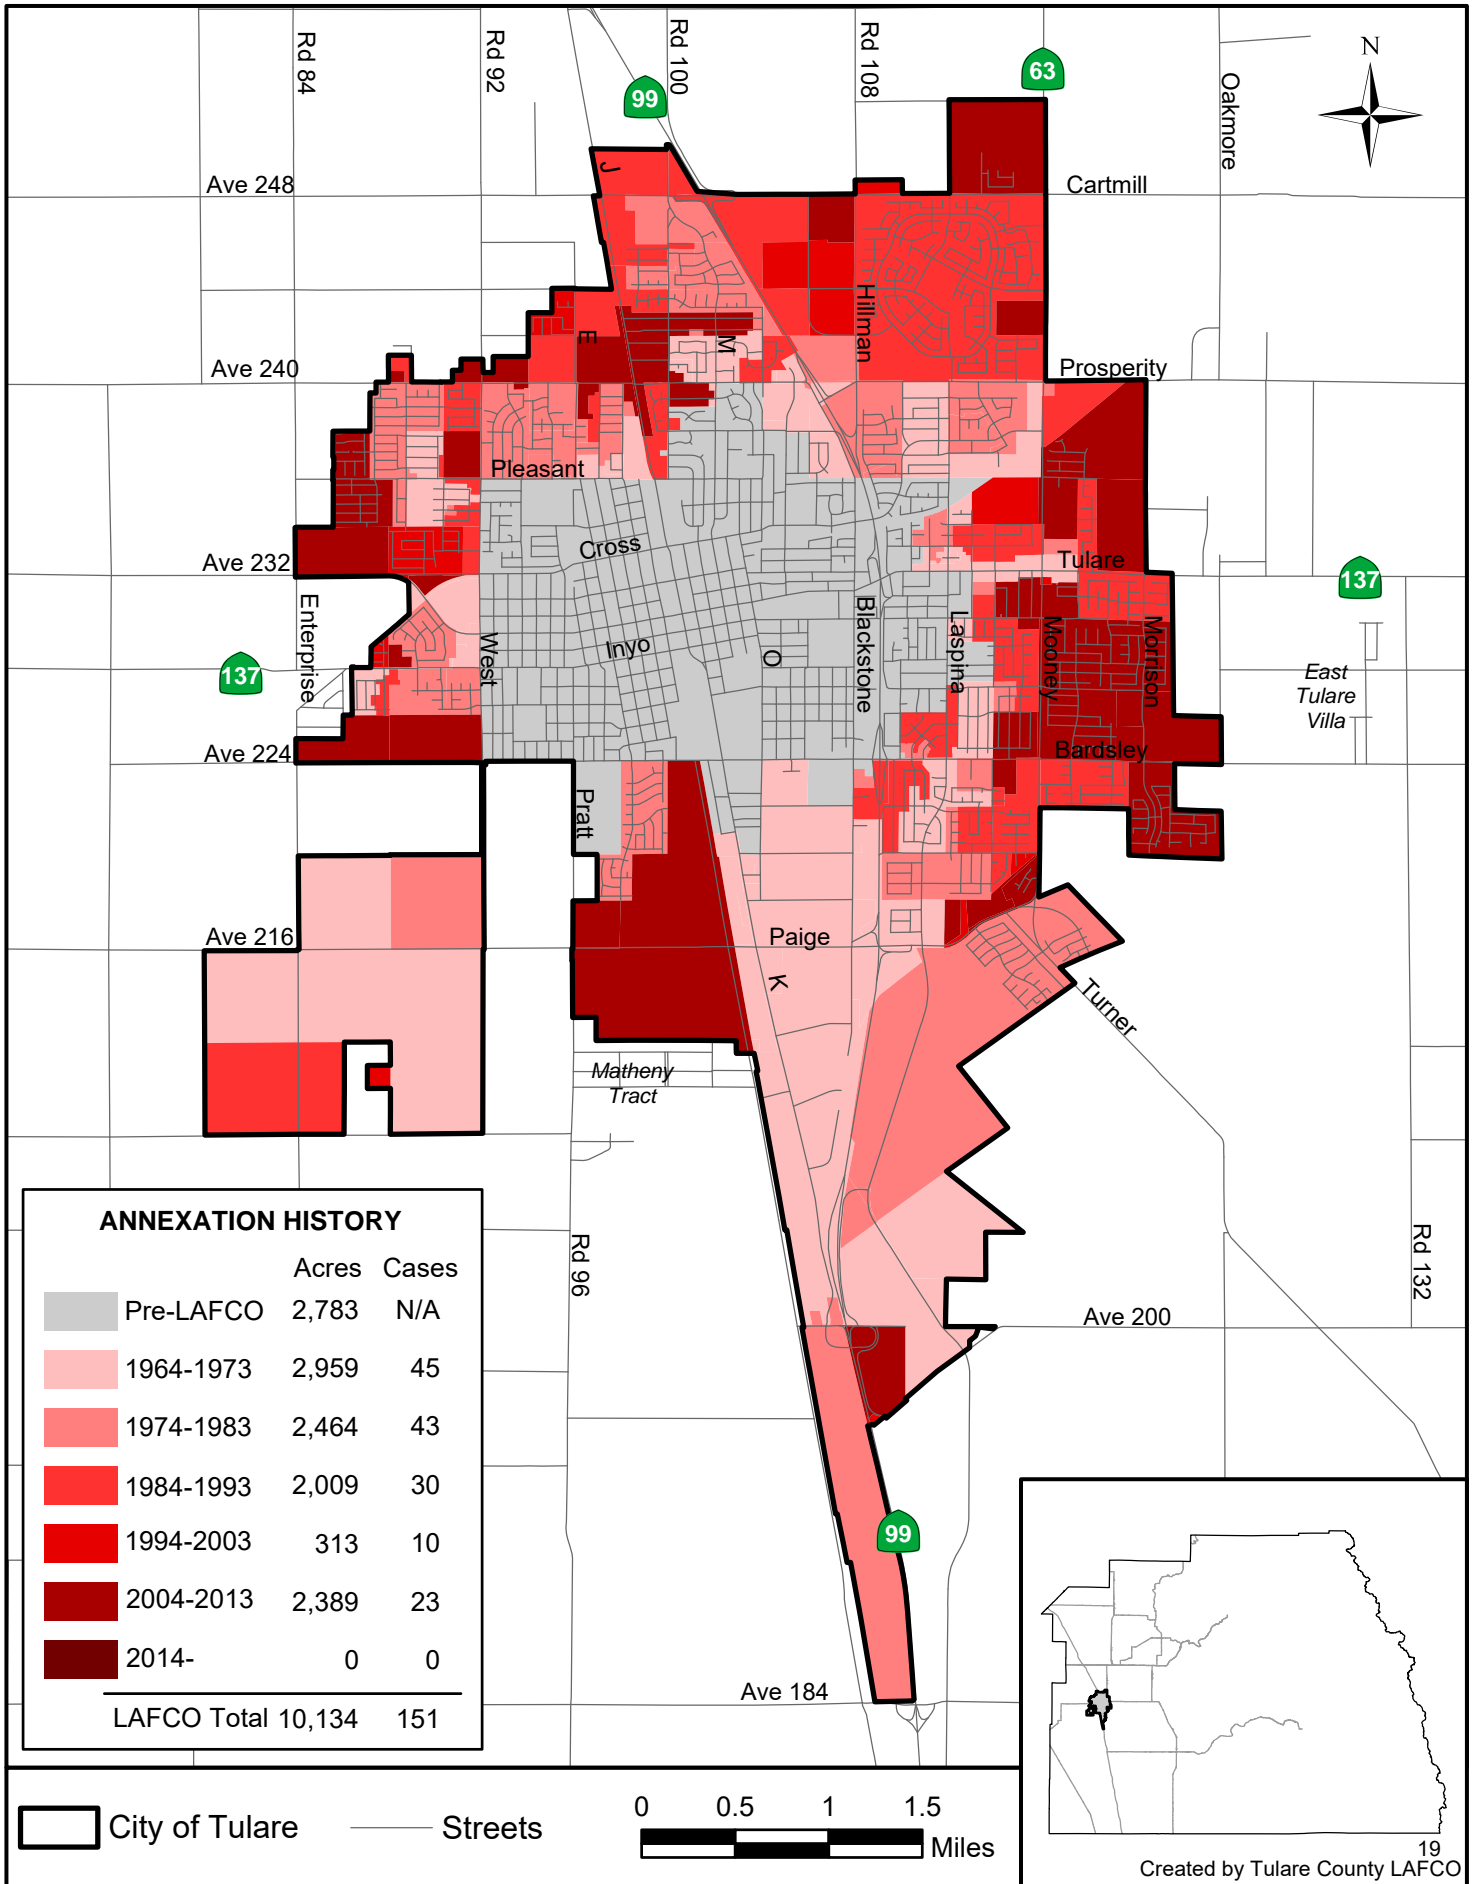 N
63
99
Rd 84
Rd 92
Rd 100
Rd 108
Oakmore
J
Ave 248
Cartmill
Hillman
E
M
Ave 240
Prosperity
Pleasant
Cross
Ave 232
Tulare
137
Enterprise
West
Inyo
O
Blackstone
Laspina
Mooney
Morrison
137
East
Tulare
Villa
Ave 224
Bardsley
Pratt
Ave 216
Paige
K
Turner
Matheny
Tract
Rd 96
Rd 132
Ave 200
99
Ave 184
ANNEXATION HISTORY
Acres Cases
Pre-LAFCO 2,783 N/A
1964-1973 2,959 45
1974-1983 2,464 43
1984-1993 2,009 30
1994-2003 313 10
2004-2013 2,389 23
2014- 0 0
LAFCO Total 10,134 151
City of Tulare
Streets
0 0.5 1 1.5
Miles
19
Created by Tulare County LAFCO